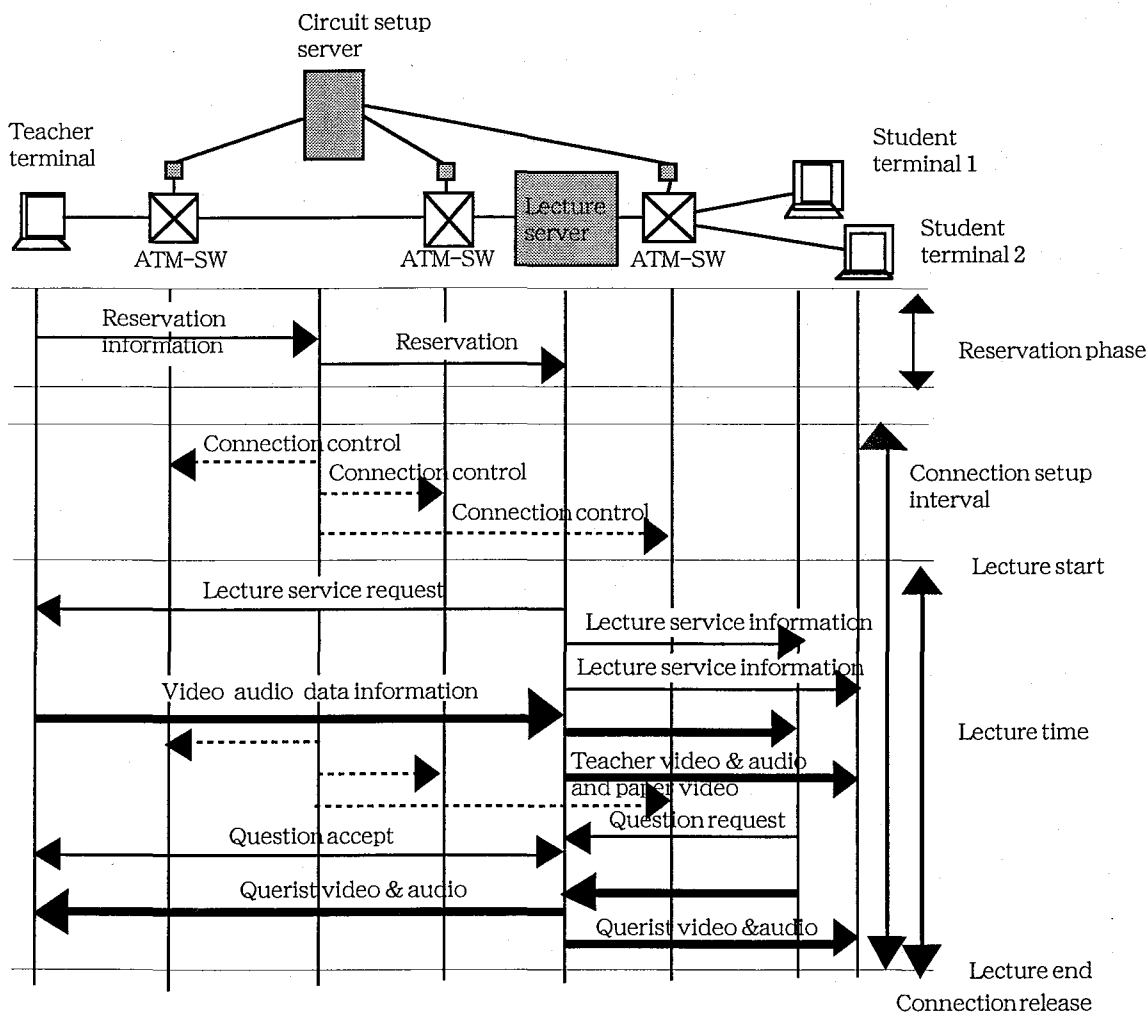 Circuit setup
server
Teacher
terminal
Student
terminal 1
Lecture
server
Student
terminal 2
ATM-SW
ATM-SW
ATM-SW
Reservation
information
Reservation
Reservation phase
Connection control
Connection control
Connection control
Connection setup
interval
Lecture start
Lecture service request
Lecture service information
Lecture service information
Video audio data information
Lecture time
Teacher video & audio
and paper video
Question request
Question accept
Querist video & audio
Querist video &audio
Lecture end
Connection release